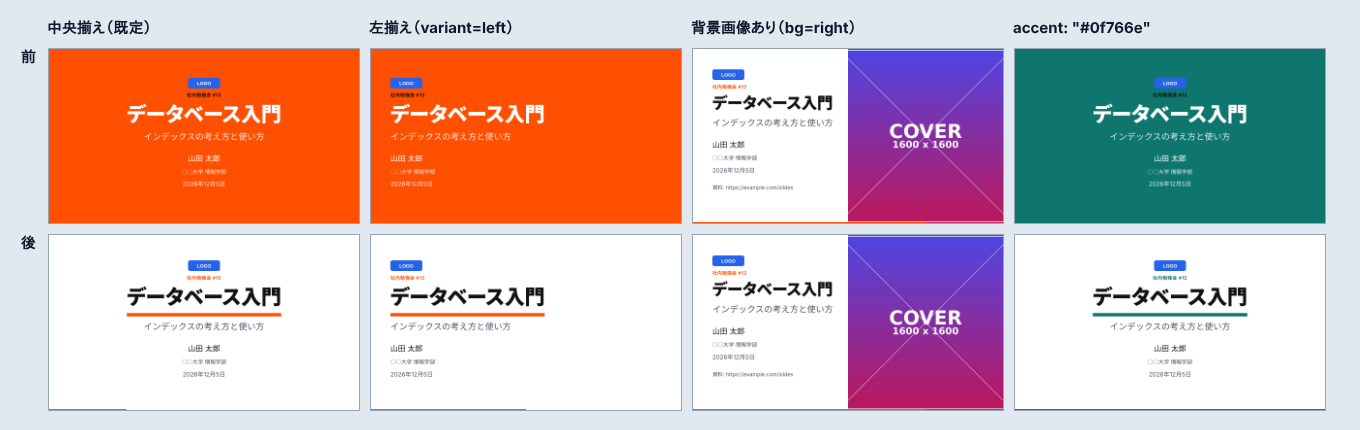 中央揃え（既定）
左揃え（variant=left）
背景画像あり（bg=right）
accent: "#0f766e"
前
LOGO
社内勉強会 #12
データベース入門
インデックスの考え方と使い方
山田 太郎
〇〇大学 情報学部
2026年12月5日
LOGO
社内勉強会 #12
データベース入門
インデックスの考え方と使い方
山田 太郎
〇〇大学 情報学部
2026年12月5日
LOGO
社内勉強会 #12
データベース入門
インデックスの考え方と使い方
山田 太郎
〇〇大学 情報学部
2026年12月5日
資料: https://example.com/slides
COVER
1600 x 1600
LOGO
社内勉強会 #12
データベース入門
インデックスの考え方と使い方
山田 太郎
〇〇大学 情報学部
2026年12月5日
後
LOGO
社内勉強会 #12
データベース入門
インデックスの考え方と使い方
山田 太郎
〇〇大学 情報学部
2026年12月5日
LOGO
社内勉強会 #12
データベース入門
インデックスの考え方と使い方
山田 太郎
〇〇大学 情報学部
2026年12月5日
LOGO
社内勉強会 #12
データベース入門
インデックスの考え方と使い方
山田 太郎
〇〇大学 情報学部
2026年12月5日
資料: https://example.com/slides
COVER
1600 x 1600
LOGO
社内勉強会 #12
データベース入門
インデックスの考え方と使い方
山田 太郎
〇〇大学 情報学部
2026年12月5日